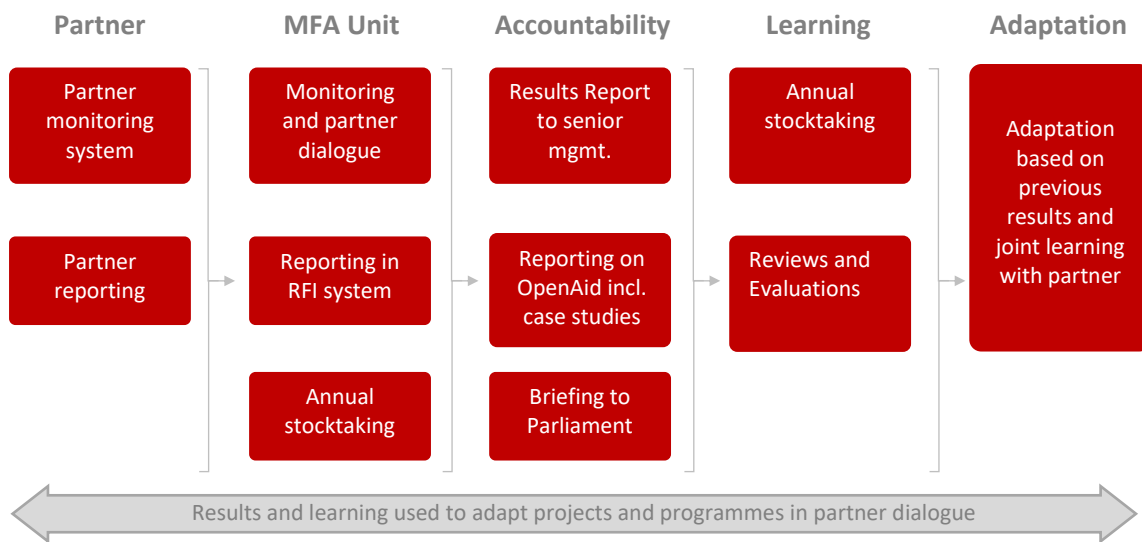 Partner
MFA Unit
Accountability
Learning
Adaptation
Partner
monitoring
system
Partner
reporting
Monitoring
and partner
dialogue
Reporting in
RFI system
Annual
stocktaking
Results Report
to senior
mgmt.
Reporting on
OpenAid incl.
case studies
Briefing to
Parliament
Annual
stocktaking
Reviews and
Evaluations
Adaptation
based on
previous
results and
joint learning
with partner
Results and learning used to adapt projects and programmes in partner dialogue